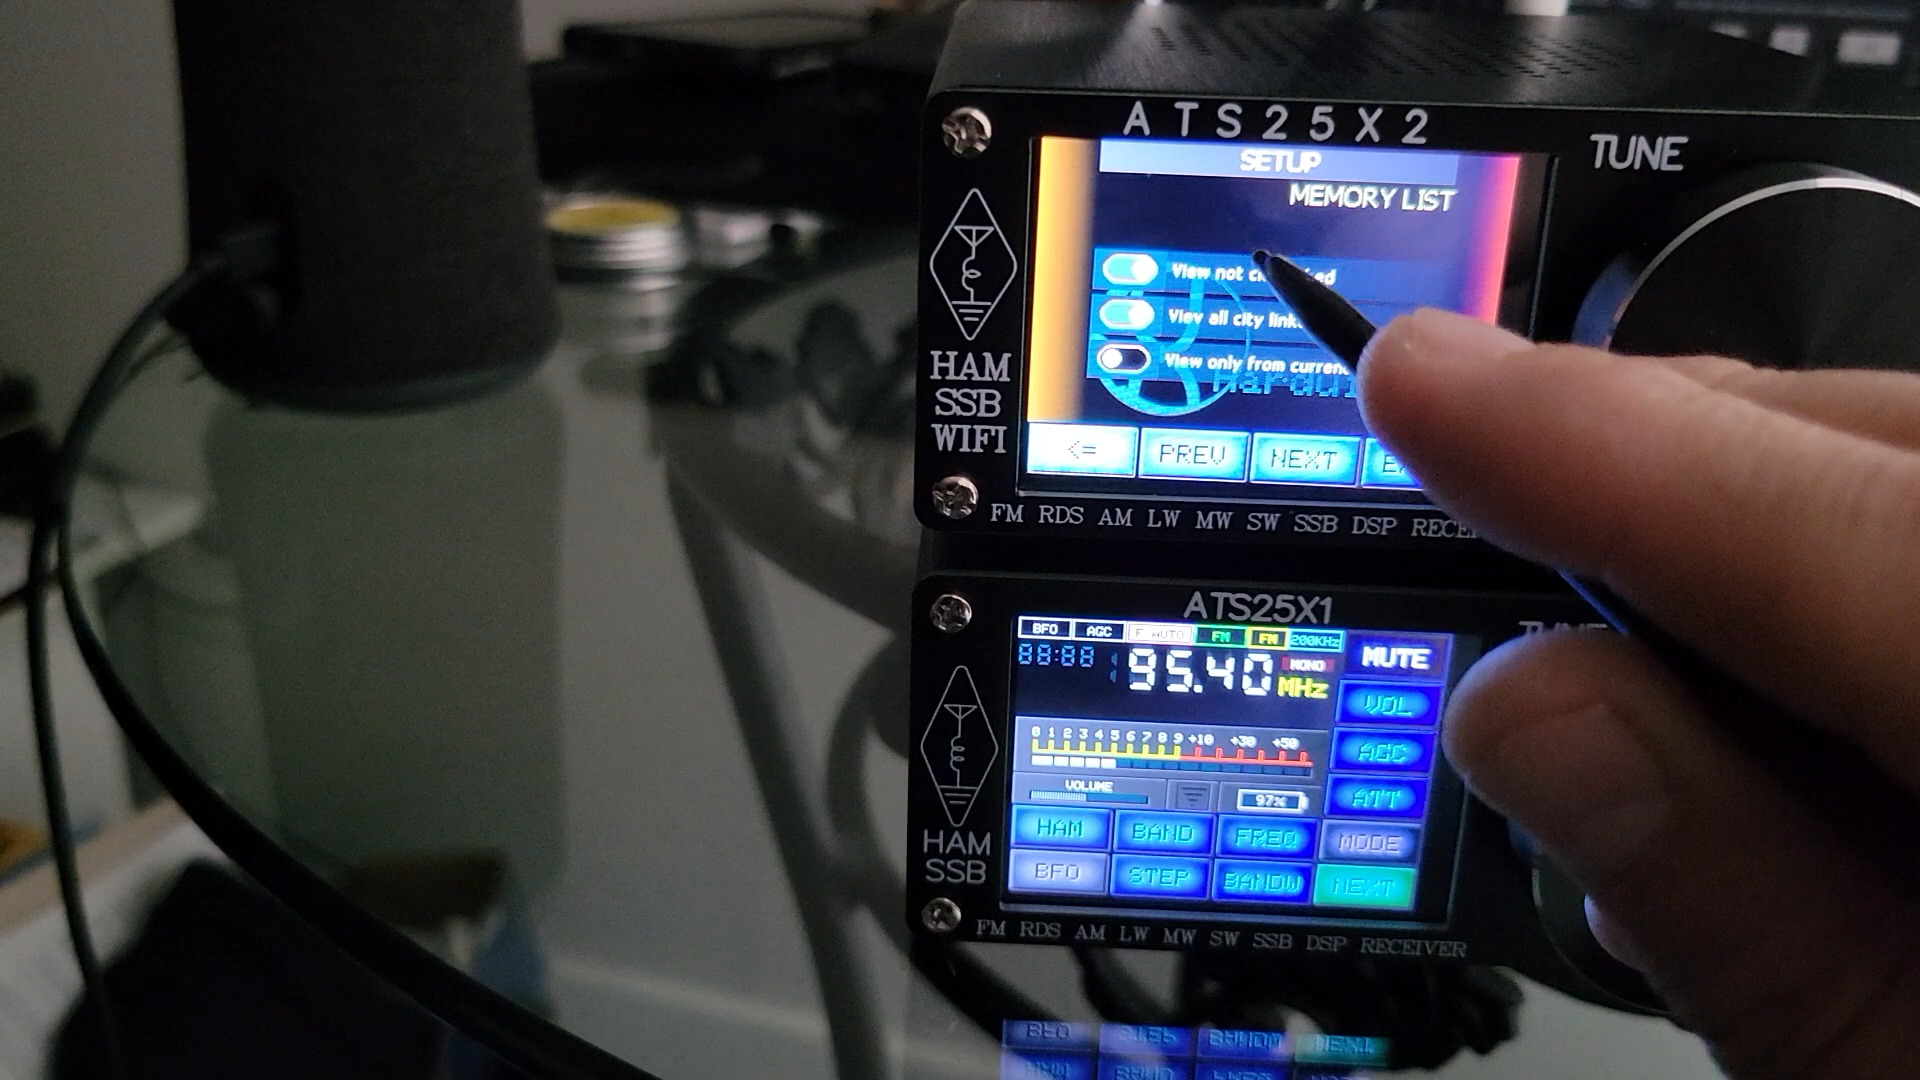 ATS25X2
TUNE
SETUP
MEMORY LIST
View not
View all city
View only from
<= PREV NEXT
HAM
SSB
WIFI
FM RDS AM LW MW SW SSB DSP
ATS25X1
BFO AGC F AUTO FM FM 200KHz
88:88 95.40 MONO
MHz
MUTE
VOL
AGC
ATT
0 1 2 3 4 5 6 7 8 9 +10 +30 +50
VOLUME
97%
HAM BAND FREQ MODE
BFO STEP BANDW NEXT
HAM
SSB
FM RDS AM LW MW SW SSB DSP RECEIVER